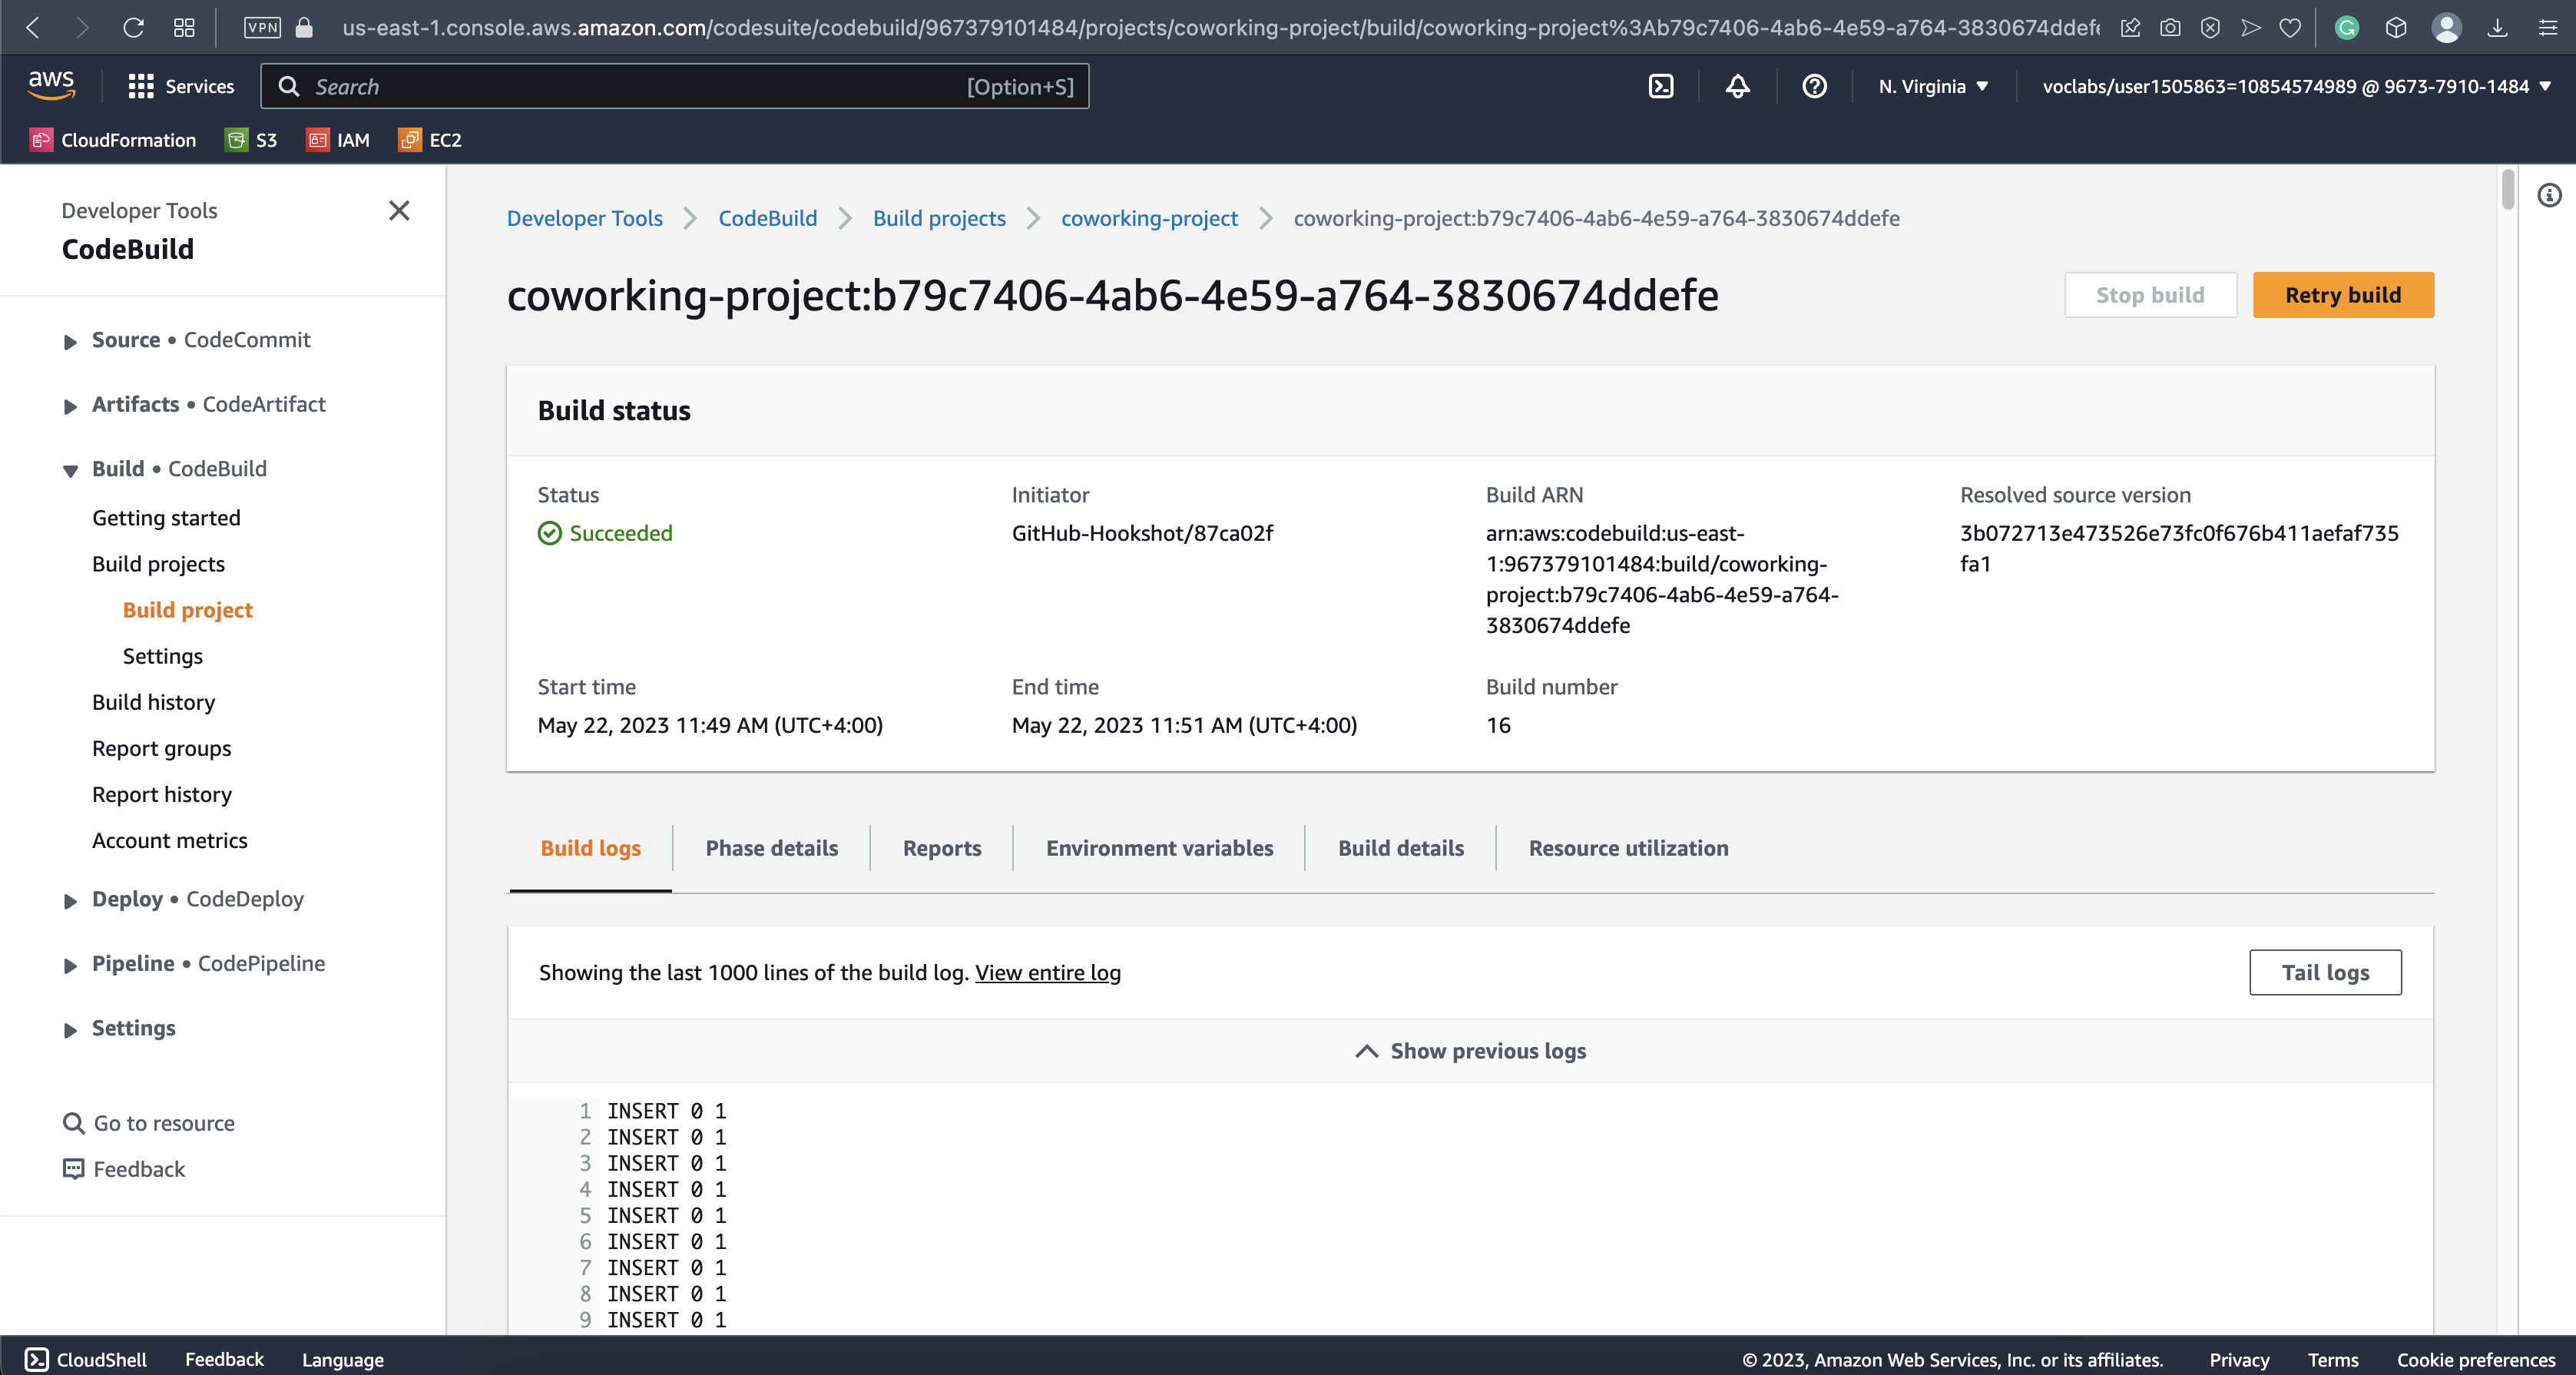 VPN
us-east-1.console.aws.amazon.com/codesuite/codebuild/967379101484/projects/coworking-project/build/coworking-project%3Ab79c7406-4ab6-4e59-a764-3830674ddefe
aws
Services
Search
[Option+S]
N. Virginia
voclabs/user1505863=10854574989 @ 9673-7910-1484
CloudFormation
S3
IAM
EC2
Developer Tools
CodeBuild
Source • CodeCommit
Artifacts • CodeArtifact
Build • CodeBuild
Getting started
Build projects
Build project
Settings
Build history
Report groups
Report history
Account metrics
Deploy • CodeDeploy
Pipeline • CodePipeline
Settings
Go to resource
Feedback
Developer Tools
CodeBuild
Build projects
coworking-project
coworking-project:b79c7406-4ab6-4e59-a764-3830674ddefe
coworking-project:b79c7406-4ab6-4e59-a764-3830674ddefe
Stop build
Retry build
Build status
Status
Succeeded
Initiator
GitHub-Hookshot/87ca02f
Build ARN
arn:aws:codebuild:us-east-
1:967379101484:build/coworking-
project:b79c7406-4ab6-4e59-a764-
3830674ddefe
Resolved source version
3b072713e473526e73fc0f676b411aefaf735
fa1
Start time
May 22, 2023 11:49 AM (UTC+4:00)
End time
May 22, 2023 11:51 AM (UTC+4:00)
Build number
16
Build logs
Phase details
Reports
Environment variables
Build details
Resource utilization
Showing the last 1000 lines of the build log. View entire log
Tail logs
Show previous logs
1 INSERT 0 1
2 INSERT 0 1
3 INSERT 0 1
4 INSERT 0 1
5 INSERT 0 1
6 INSERT 0 1
7 INSERT 0 1
8 INSERT 0 1
9 INSERT 0 1
CloudShell
Feedback
Language
© 2023, Amazon Web Services, Inc. or its affiliates.
Privacy
Terms
Cookie preferences